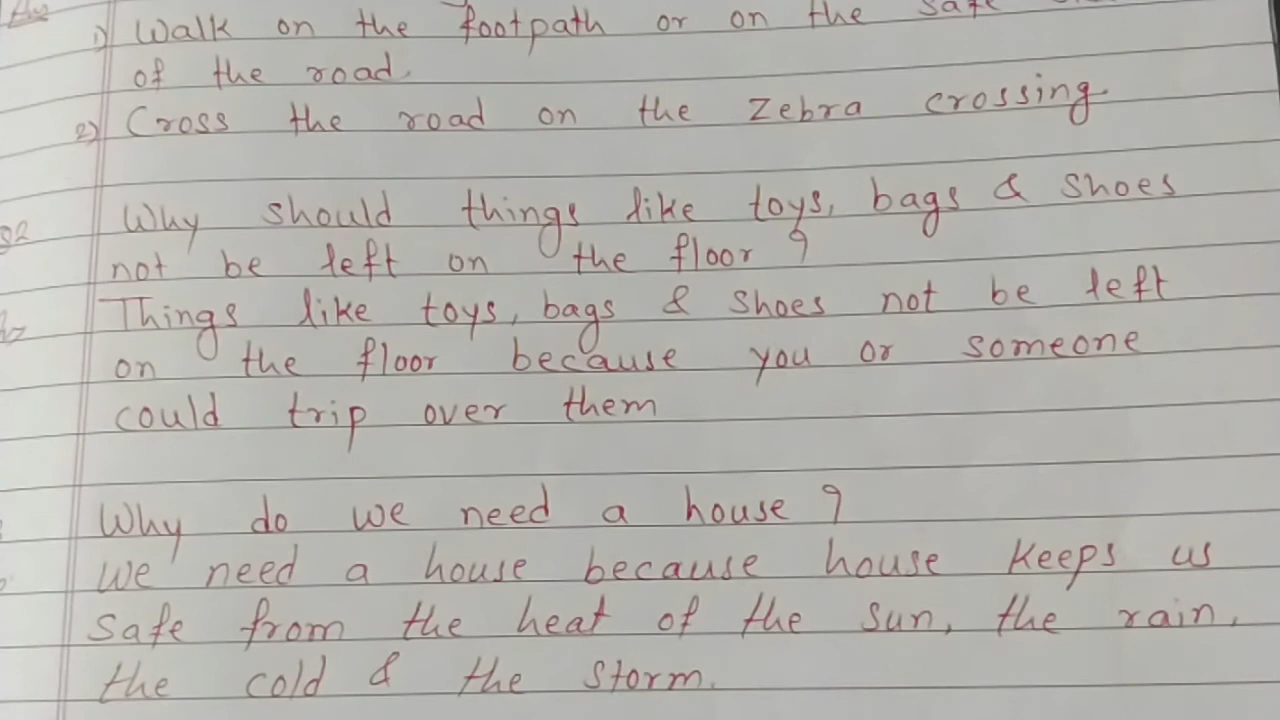 1) Walk on the footpath or on the safe
of the road.
2) Cross the road on the zebra crossing.
Why should things like toys, bags & shoes
not be left on the floor ?
Things like toys, bags & shoes not be left
on the floor because you or someone
could trip over them
Why do we need a house ?
We need a house because house keeps us
safe from the heat of the sun, the rain,
the cold & the storm.